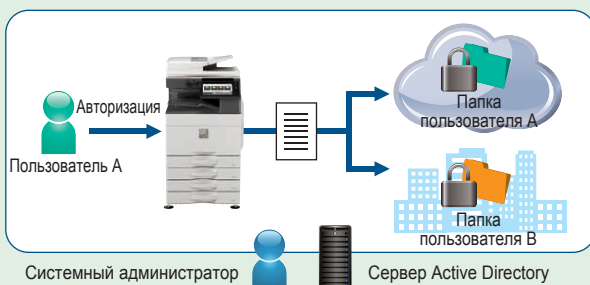 Авторизация
Пользователь А
Папка
пользователя А
Папка
пользователя В
Системный администратор
Сервер Active Directory